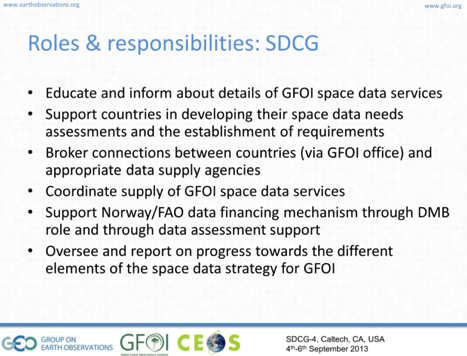 www.earthobservations.org www.gfoi.org
Roles & responsibilities: SDCG
• Educate and inform about details of GFOI space data services
• Support countries in developing their space data needs
assessments and the establishment of requirements
• Broker connections between countries (via GFOI office) and
appropriate data supply agencies
• Coordinate supply of GFOI space data services
• Support Norway/FAO data financing mechanism through DMB
role and through data assessment support
• Oversee and report on progress towards the different
elements of the space data strategy for GFOI
GEO GROUP ON
EARTH OBSERVATIONS
GFOI
Global Forest Observations Initiative
CEOS
SDCG-4, Caltech, CA, USA
4th-6th September 2013